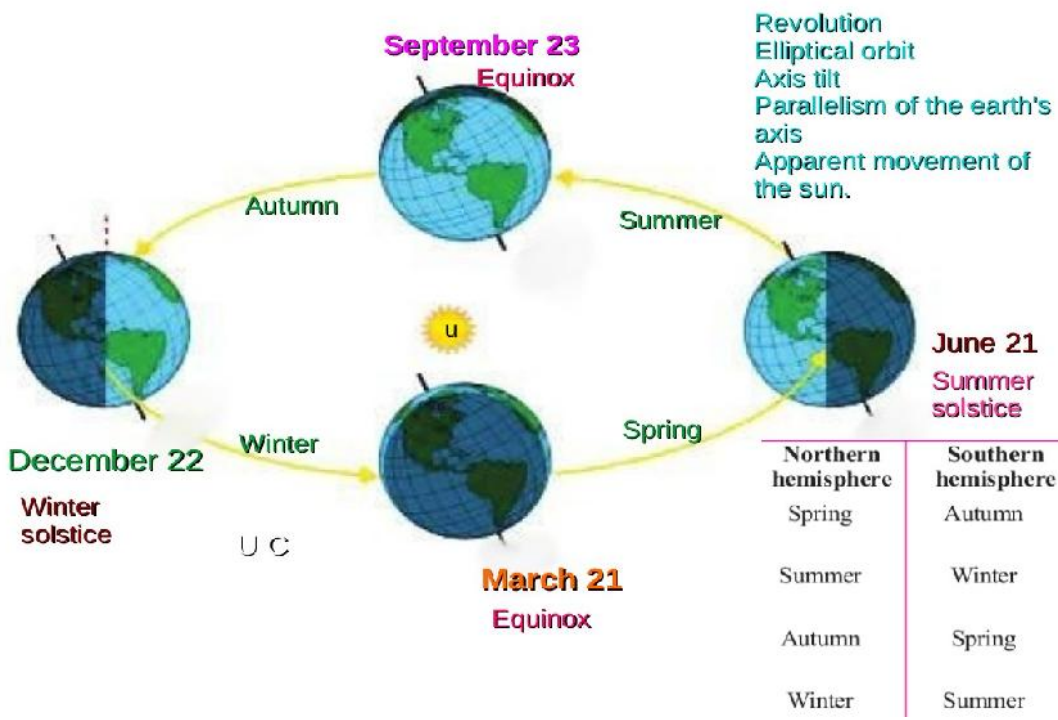 September 23
Equinox
Revolution
Elliptical orbit
Axis tilt
Parallelism of the earth's
axis
Apparent movement of
the sun.
Autumn
Summer
u
June 21
Summer
solstice
Winter
Spring
December 22
Winter
solstice
U C
March 21
Equinox
Northern
hemisphere
Southern
hemisphere
Spring
Autumn
Summer
Winter
Autumn
Spring
Winter
Summer